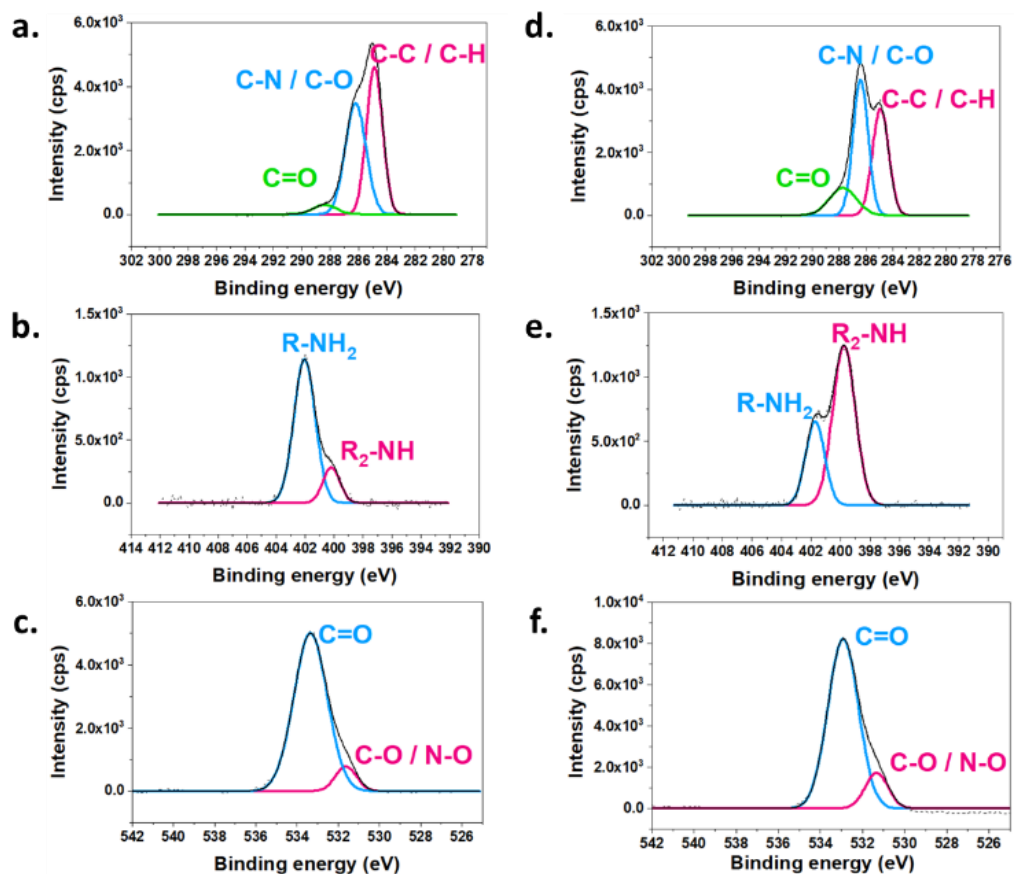 a.
6.0x10³
4.0x10³
2.0x10³
0.0
Intensity (cps)
C-N / C-O
C-C / C-H
C=O
302 300 298 296 294 292 290 288 286 284 282 280 278
Binding energy (eV)
d.
6.0x10³
4.0x10³
2.0x10³
0.0
Intensity (cps)
C-N / C-O
C-C / C-H
C=O
302 300 298 296 294 292 290 288 286 284 282 280 278 276
Binding energy (eV)
b.
1.5x10³
1.0x10³
5.0x10²
0.0
Intensity (cps)
R-NH₂
R₂-NH
414 412 410 408 406 404 402 400 398 396 394 392 390
Binding energy (eV)
e.
1.5x10³
1.0x10³
5.0x10²
0.0
Intensity (cps)
R₂-NH
R-NH₂
412 410 408 406 404 402 400 398 396 394 392 390
Binding energy (eV)
c.
6.0x10³
4.0x10³
2.0x10³
0.0
Intensity (cps)
C=O
C-O / N-O
542 540 538 536 534 532 530 528 526
Binding energy (eV)
f.
1.0x10⁴
8.0x10³
6.0x10³
4.0x10³
2.0x10³
0.0
Intensity (cps)
C=O
C-O / N-O
542 540 538 536 534 532 530 528 526
Binding energy (eV)